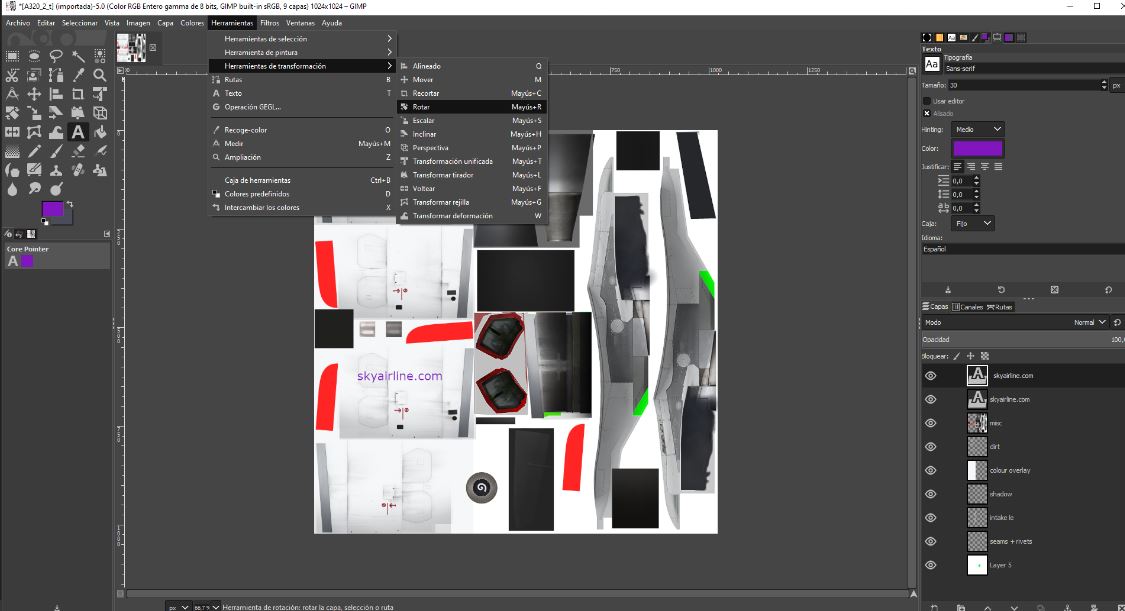 *[A320_2_t] (importada)-5.0 (Color RGB Entero gamma de 8 bits, GIMP built-in sRGB, 9 capas) 1024x1024 – GIMP
Archivo Editar Seleccionar Vista Imagen Capa Colores Herramientas Filtros Ventanas Ayuda
Herramientas de selección
Herramienta de pintura
Herramientas de transformación
Rutas B
Texto T
Operación GEGL...
Recoge-color O
Medir Mayús+M
Ampliación Z
Caja de herramientas Ctrl+B
Colores predefinidos D
Intercambiar los colores X
Alineado Q
Mover M
Recortar Mayús+C
Rotar Mayús+R
Escalar Mayús+S
Inclinar Mayús+H
Perspectiva Mayús+P
Transformación unificada Mayús+T
Transformar tirador Mayús+L
Voltear Mayús+F
Transformar rejilla Mayús+G
Transformar deformación W
Core Pointer
A
750 1000 1250
skyairline.com
Texto
Tipografía
Aa Sans-serif
Tamaño: 30 px
Usar editor
Alisado
Hinting: Medio
Color:
Justificar:
0,0
0,0
0,0
Caja: Fijo
Idioma:
Español
Capas Canales Rutas
Modo Normal
Opacidad 100,
Bloquear:
skyairline.com
skyairline.com
misc
dirt
colour overlay
shadow
intake le
seams + rivets
Layer 5
px 66,7 % Herramienta de rotación: rotar la capa, selección o ruta